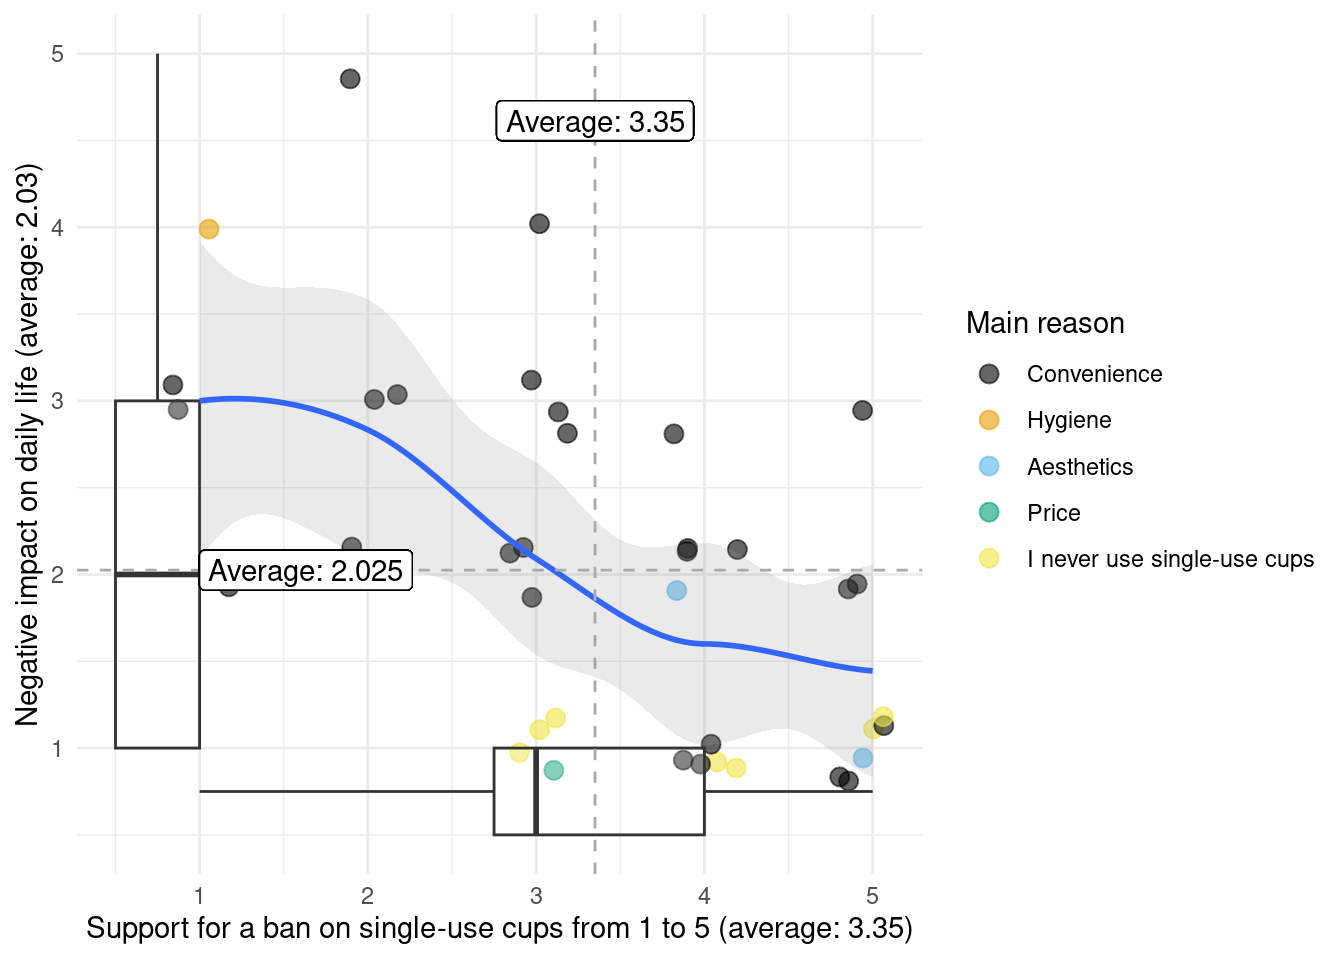 5
4
3
2
1
Negative impact on daily life (average: 2.03)
Average: 3.35
Average: 2.025
1
2
3
4
5
Support for a ban on single-use cups from 1 to 5 (average: 3.35)
Main reason
Convenience
Hygiene
Aesthetics
Price
I never use single-use cups